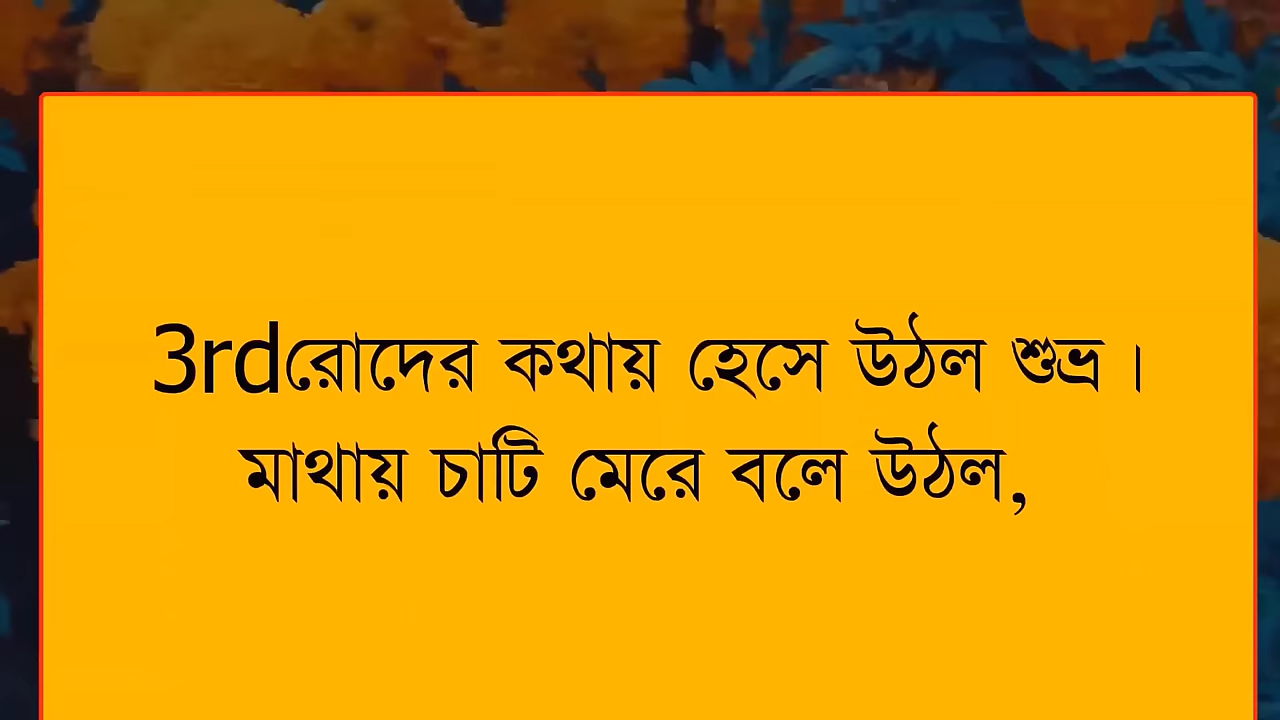 3rdরোদের কথায় হেসে উঠল শুভ্র।
মাথায় চাটি মেরে বলে উঠল,